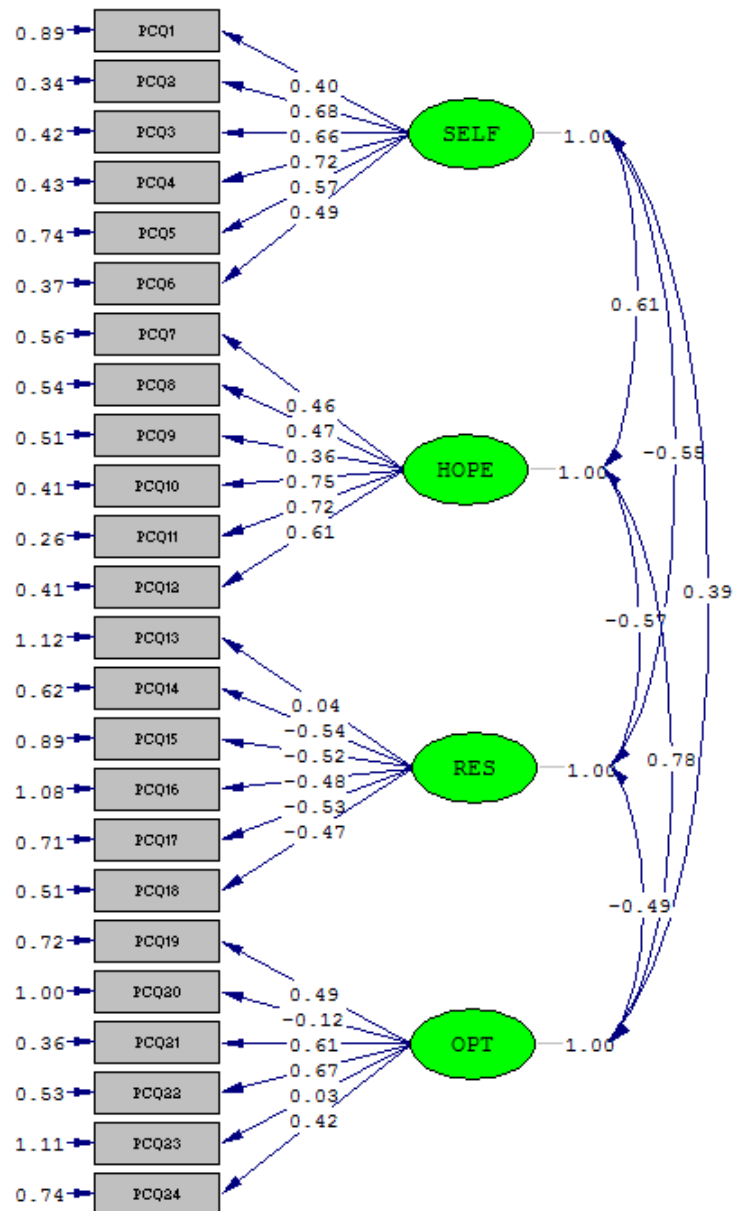 0.89 PCQ1
0.34 PCQ2
0.42 PCQ3
0.43 PCQ4
0.74 PCQ5
0.37 PCQ6
0.40
0.68
0.66
0.72
0.57
0.49
SELF 1.00
0.56 PCQ7
0.54 PCQ8
0.51 PCQ9
0.41 PCQ10
0.26 PCQ11
0.41 PCQ12
0.46
0.47
0.36
0.75
0.72
0.61
HOPE 1.00
1.12 PCQ13
0.62 PCQ14
0.89 PCQ15
1.08 PCQ16
0.71 PCQ17
0.51 PCQ18
0.04
-0.54
-0.52
-0.48
-0.53
-0.47
RES 1.00
0.72 PCQ19
1.00 PCQ20
0.36 PCQ21
0.53 PCQ22
1.11 PCQ23
0.74 PCQ24
0.49
-0.12
0.61
0.67
0.03
0.42
OPT 1.00
0.61
0.39
-0.57
0.78
-0.49